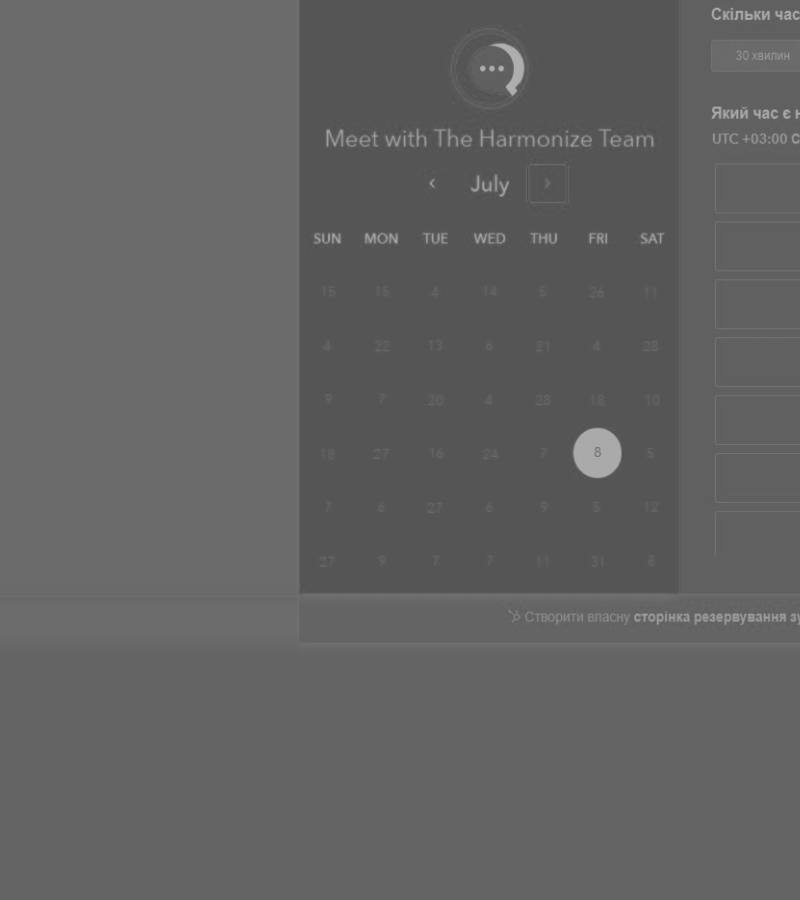 Meet with The Harmonize Team
July
SUN MON TUE WED THU FRI SAT
15 15 4 14 5 26 11
4 22 13 6 21 4 28
9 7 20 4 23 18 10
18 27 16 24 7 8 5
7 6 27 6 9 5 12
27 9 7 7 11 31 8
Скільки час
30 хвилин
Який час є н
UTC +03:00 С
Створити власну сторінка резервування зу